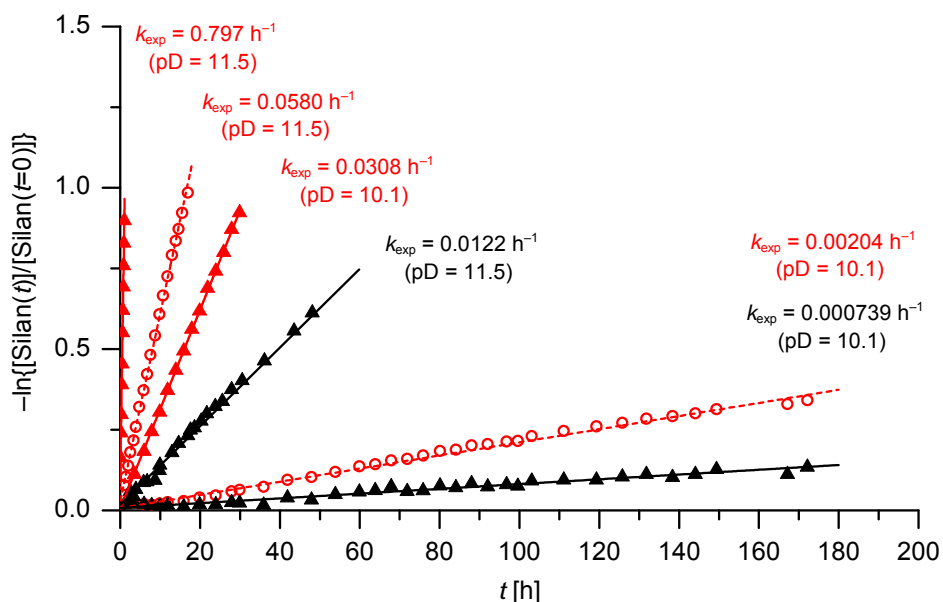 1.5
1.0
0.5
0.0
–ln{[Silan(t)]/[Silan(t=0)]}
k_exp = 0.797 h⁻¹
(pD = 11.5)
k_exp = 0.0580 h⁻¹
(pD = 11.5)
k_exp = 0.0308 h⁻¹
(pD = 10.1)
k_exp = 0.0122 h⁻¹
(pD = 11.5)
k_exp = 0.00204 h⁻¹
(pD = 10.1)
k_exp = 0.000739 h⁻¹
(pD = 10.1)
0 20 40 60 80 100 120 140 160 180 200
t [h]